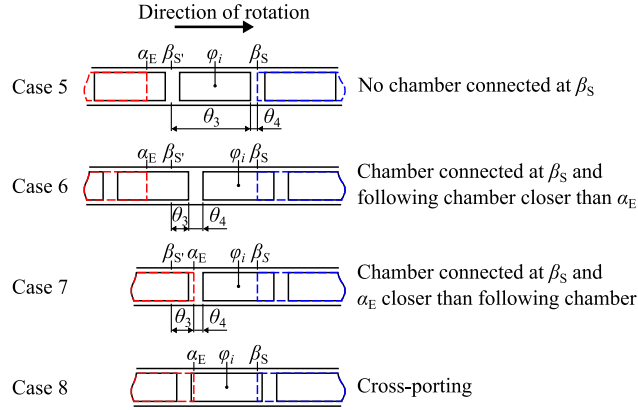 Direction of rotation
α_E β_S' φ_i β_S
Case 5 No chamber connected at β_S
θ_3 θ_4
α_E β_S' φ_i β_S
Case 6 Chamber connected at β_S and
following chamber closer than α_E
θ_3 θ_4
β_S' α_E φ_i β_S
Case 7 Chamber connected at β_S and
α_E closer than following chamber
θ_3 θ_4
α_E φ_i β_S
Case 8 Cross-porting